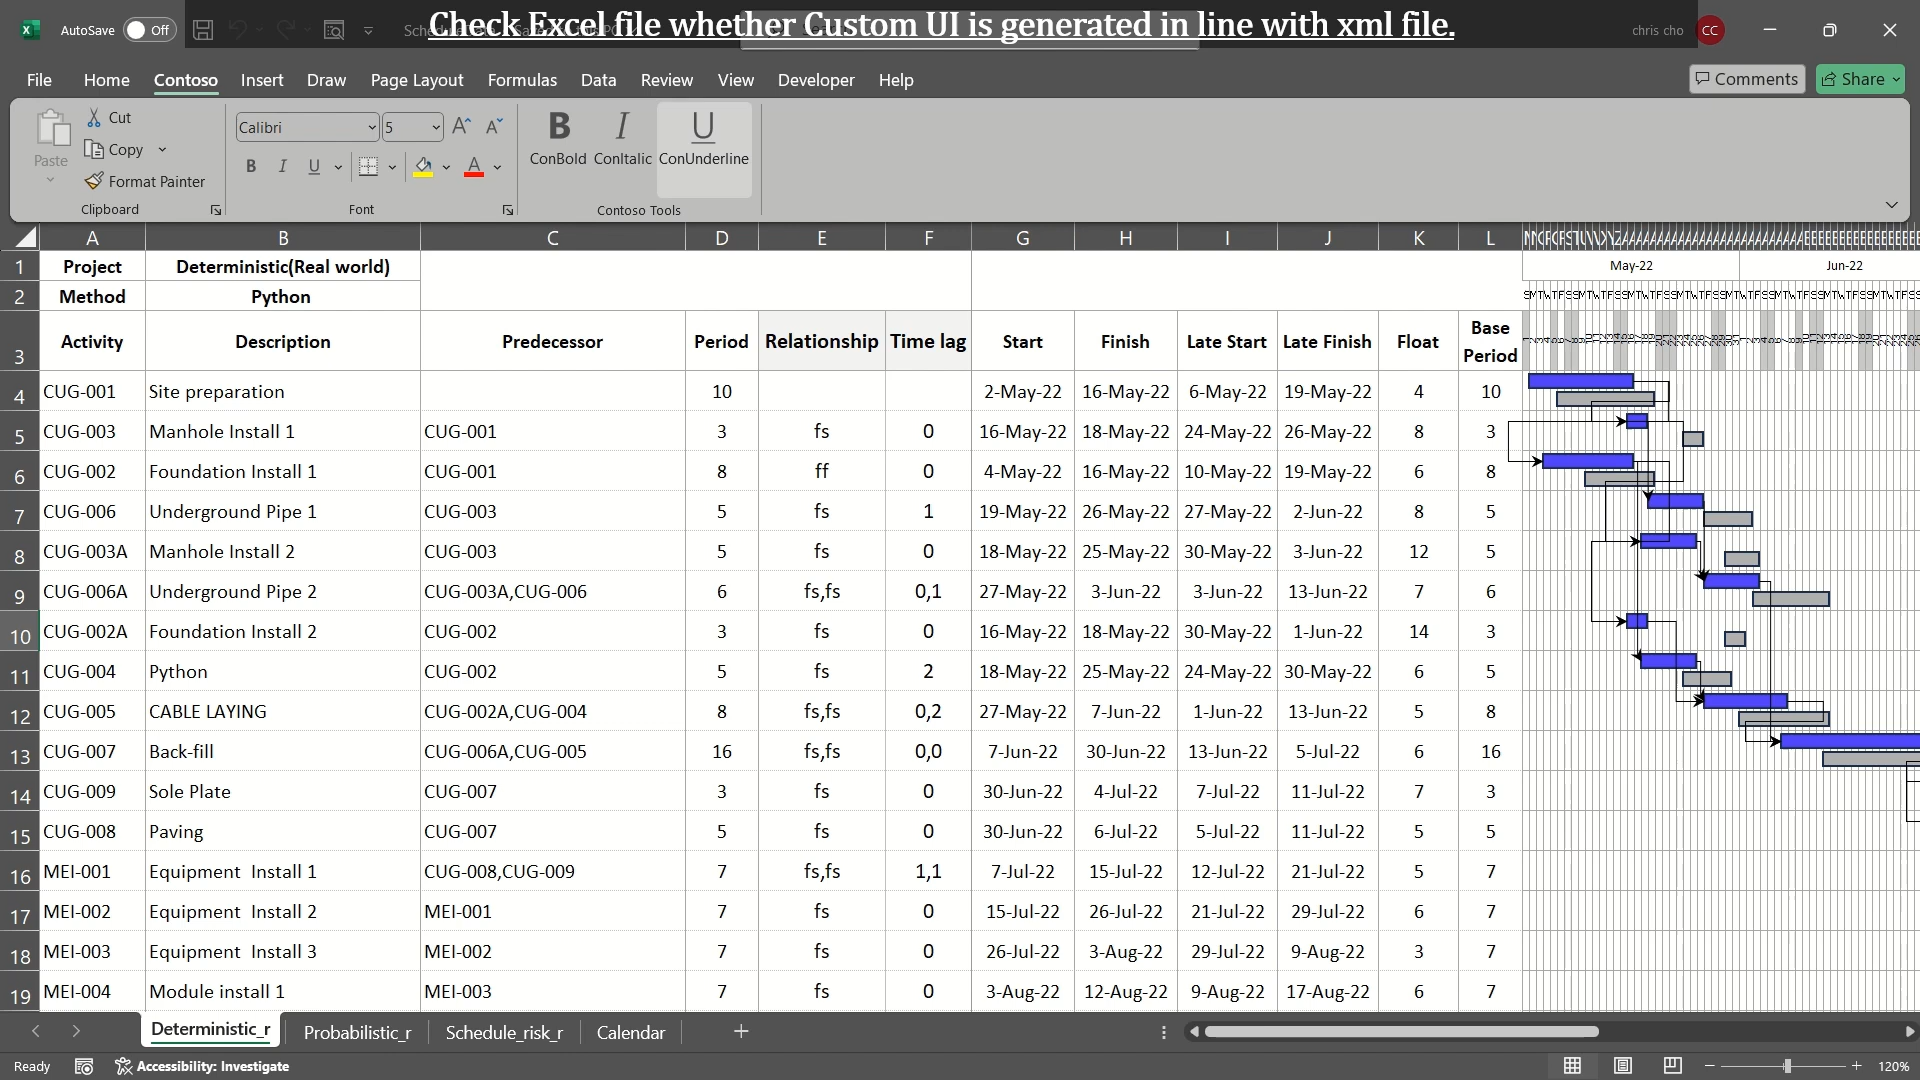 AutoSave Off
Check Excel file whether Custom UI is generated in line with xml file.
chris cho CC
File Home Contoso Insert Draw Page Layout Formulas Data Review View Developer Help
Comments Share
Paste
Cut
Copy
Format Painter
Clipboard
Calibri 5
B I U A
Font
B I U
ConBold ConItalic ConUnderline
Contoso Tools
A B C D E F G H I J K L
1 Project Deterministic(Real world) May-22 Jun-22
2 Method Python
3 Activity Description Predecessor Period Relationship Time lag Start Finish Late Start Late Finish Float Base Period
4 CUG-001 Site preparation 10 2-May-22 16-May-22 6-May-22 19-May-22 4 10
5 CUG-003 Manhole Install 1 CUG-001 3 fs 0 16-May-22 18-May-22 24-May-22 26-May-22 8 3
6 CUG-002 Foundation Install 1 CUG-001 8 ff 0 4-May-22 16-May-22 10-May-22 19-May-22 6 8
7 CUG-006 Underground Pipe 1 CUG-003 5 fs 1 19-May-22 26-May-22 27-May-22 2-Jun-22 8 5
8 CUG-003A Manhole Install 2 CUG-003 5 fs 0 18-May-22 25-May-22 30-May-22 3-Jun-22 12 5
9 CUG-006A Underground Pipe 2 CUG-003A,CUG-006 6 fs,fs 0,1 27-May-22 3-Jun-22 3-Jun-22 13-Jun-22 7 6
10 CUG-002A Foundation Install 2 CUG-002 3 fs 0 16-May-22 18-May-22 30-May-22 1-Jun-22 14 3
11 CUG-004 Python CUG-002 5 fs 2 18-May-22 25-May-22 24-May-22 30-May-22 6 5
12 CUG-005 CABLE LAYING CUG-002A,CUG-004 8 fs,fs 0,2 27-May-22 7-Jun-22 1-Jun-22 13-Jun-22 5 8
13 CUG-007 Back-fill CUG-006A,CUG-005 16 fs,fs 0,0 7-Jun-22 30-Jun-22 13-Jun-22 5-Jul-22 6 16
14 CUG-009 Sole Plate CUG-007 3 fs 0 30-Jun-22 4-Jul-22 7-Jul-22 11-Jul-22 7 3
15 CUG-008 Paving CUG-007 5 fs 0 30-Jun-22 6-Jul-22 5-Jul-22 11-Jul-22 5 5
16 MEI-001 Equipment Install 1 CUG-008,CUG-009 7 fs,fs 1,1 7-Jul-22 15-Jul-22 12-Jul-22 21-Jul-22 5 7
17 MEI-002 Equipment Install 2 MEI-001 7 fs 0 15-Jul-22 26-Jul-22 21-Jul-22 29-Jul-22 6 7
18 MEI-003 Equipment Install 3 MEI-002 7 fs 0 26-Jul-22 3-Aug-22 29-Jul-22 9-Aug-22 3 7
19 MEI-004 Module install 1 MEI-003 7 fs 0 3-Aug-22 12-Aug-22 9-Aug-22 17-Aug-22 6 7
Deterministic_r Probabilistic_r Schedule_risk_r Calendar
Ready Accessibility: Investigate 120%